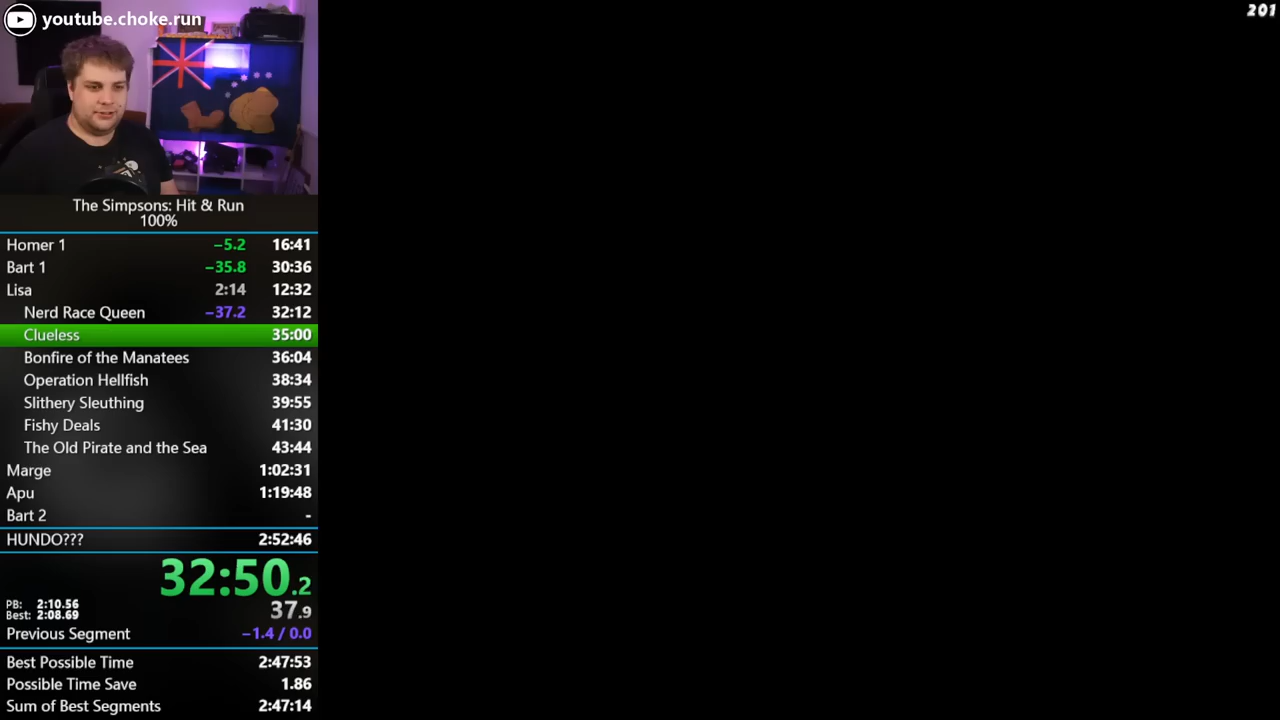 youtube.choke.run
201
The Simpsons: Hit & Run
100%
Homer 1 −5.2 16:41
Bart 1 −35.8 30:36
Lisa 2:14 12:32
Nerd Race Queen −37.2 32:12
Clueless 35:00
Bonfire of the Manatees 36:04
Operation Hellfish 38:34
Slithery Sleuthing 39:55
Fishy Deals 41:30
The Old Pirate and the Sea 43:44
Marge 1:02:31
Apu 1:19:48
Bart 2 -
HUNDO??? 2:52:46
32:50.2
PB: 2:10.56
Best: 2:08.69
37.9
Previous Segment −1.4 / 0.0
Best Possible Time 2:47:53
Possible Time Save 1.86
Sum of Best Segments 2:47:14